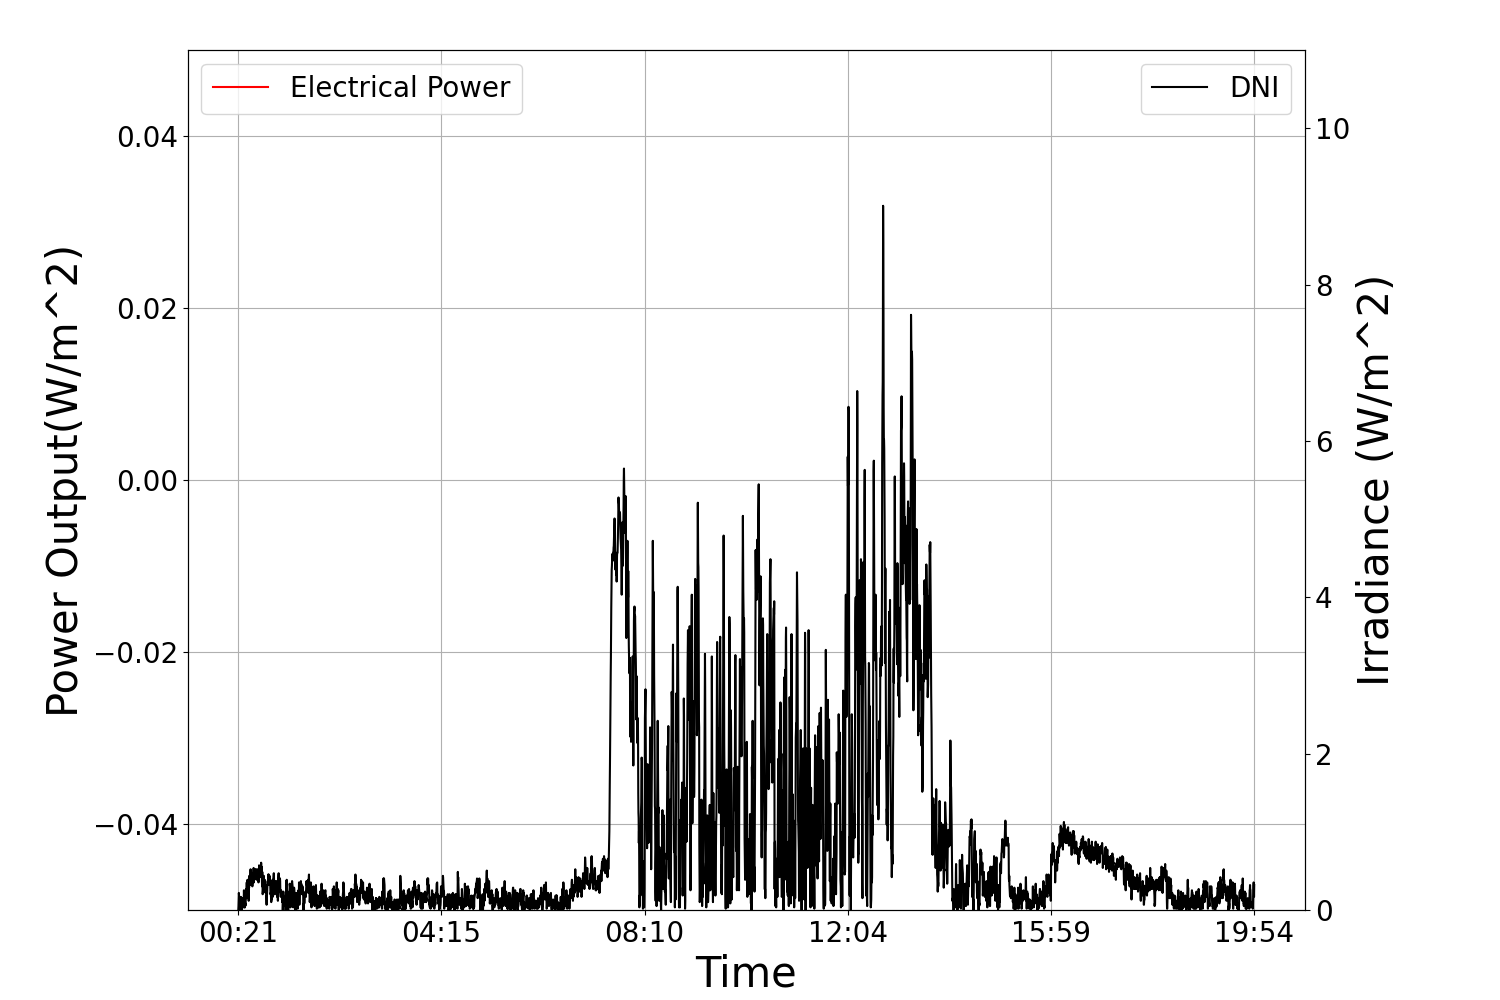 Electrical Power
DNI
0.04
0.02
0.00
−0.02
−0.04
Power Output(W/m^2)
10
8
6
4
2
0
Irradiance (W/m^2)
00:21 04:15 08:10 12:04 15:59 19:54
Time